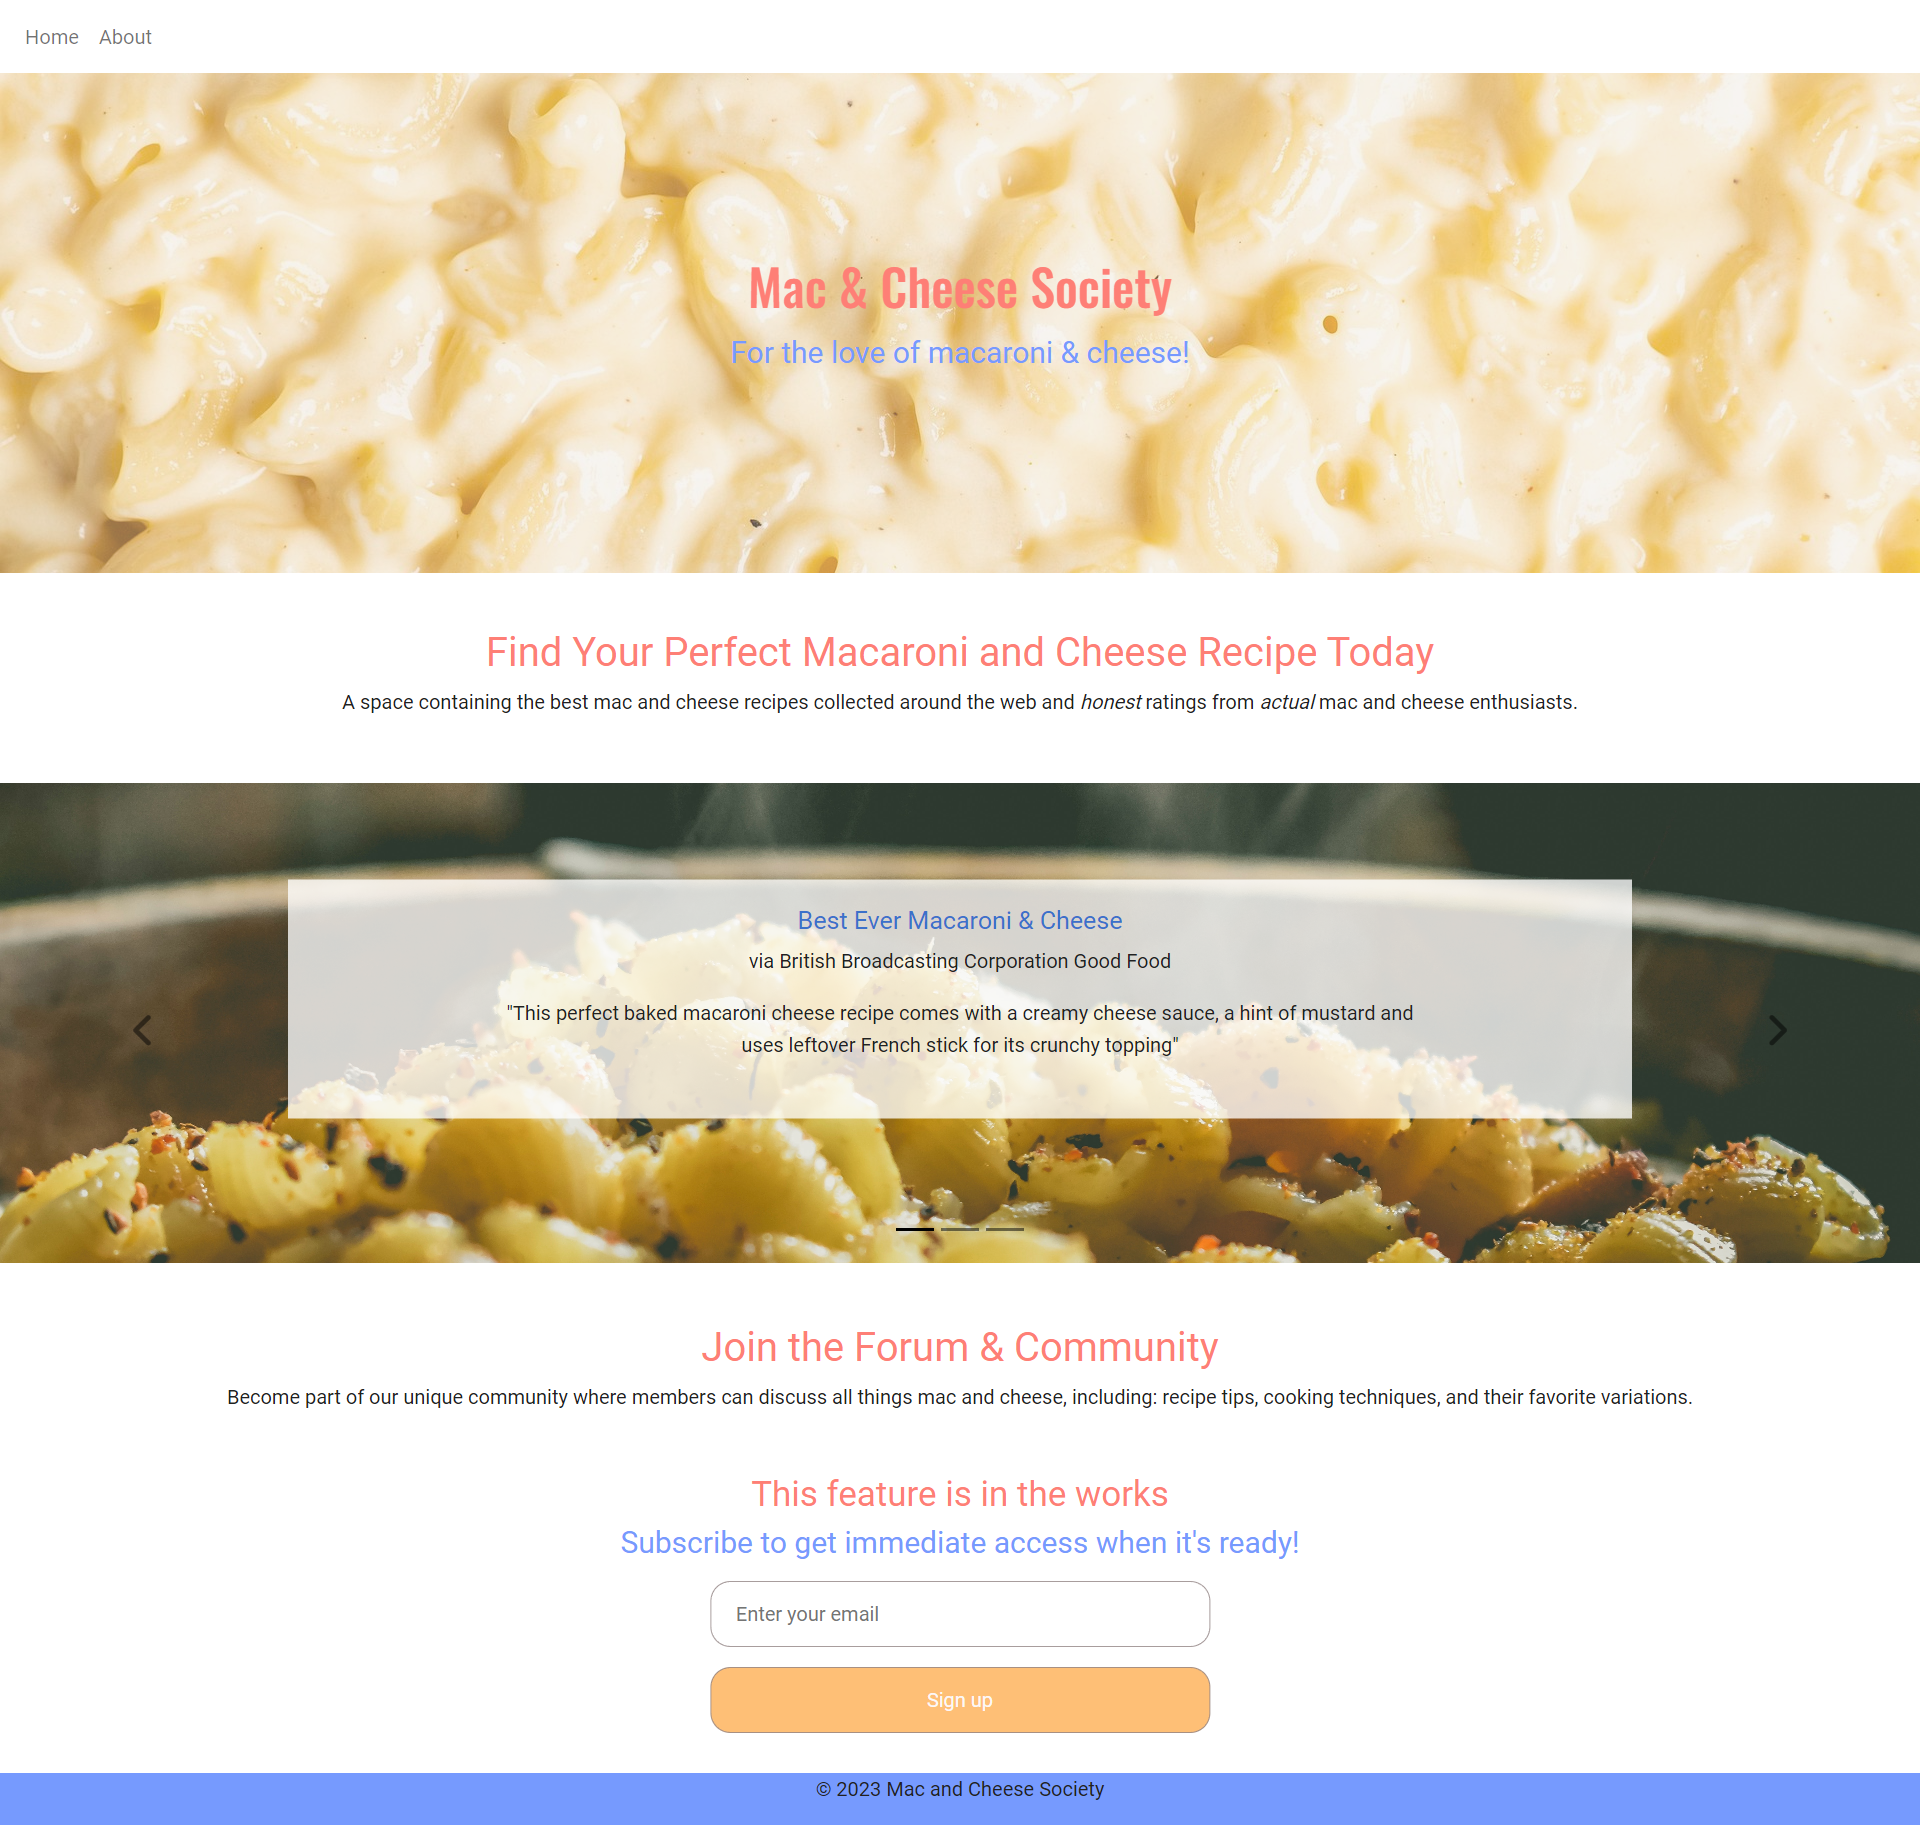 Home About
Mac & Cheese Society
For the love of macaroni & cheese!
Find Your Perfect Macaroni and Cheese Recipe Today
A space containing the best mac and cheese recipes collected around the web and honest ratings from actual mac and cheese enthusiasts.
Best Ever Macaroni & Cheese
via British Broadcasting Corporation Good Food
"This perfect baked macaroni cheese recipe comes with a creamy cheese sauce, a hint of mustard and
uses leftover French stick for its crunchy topping"
Join the Forum & Community
Become part of our unique community where members can discuss all things mac and cheese, including: recipe tips, cooking techniques, and their favorite variations.
This feature is in the works
Subscribe to get immediate access when it's ready!
Enter your email
Sign up
© 2023 Mac and Cheese Society